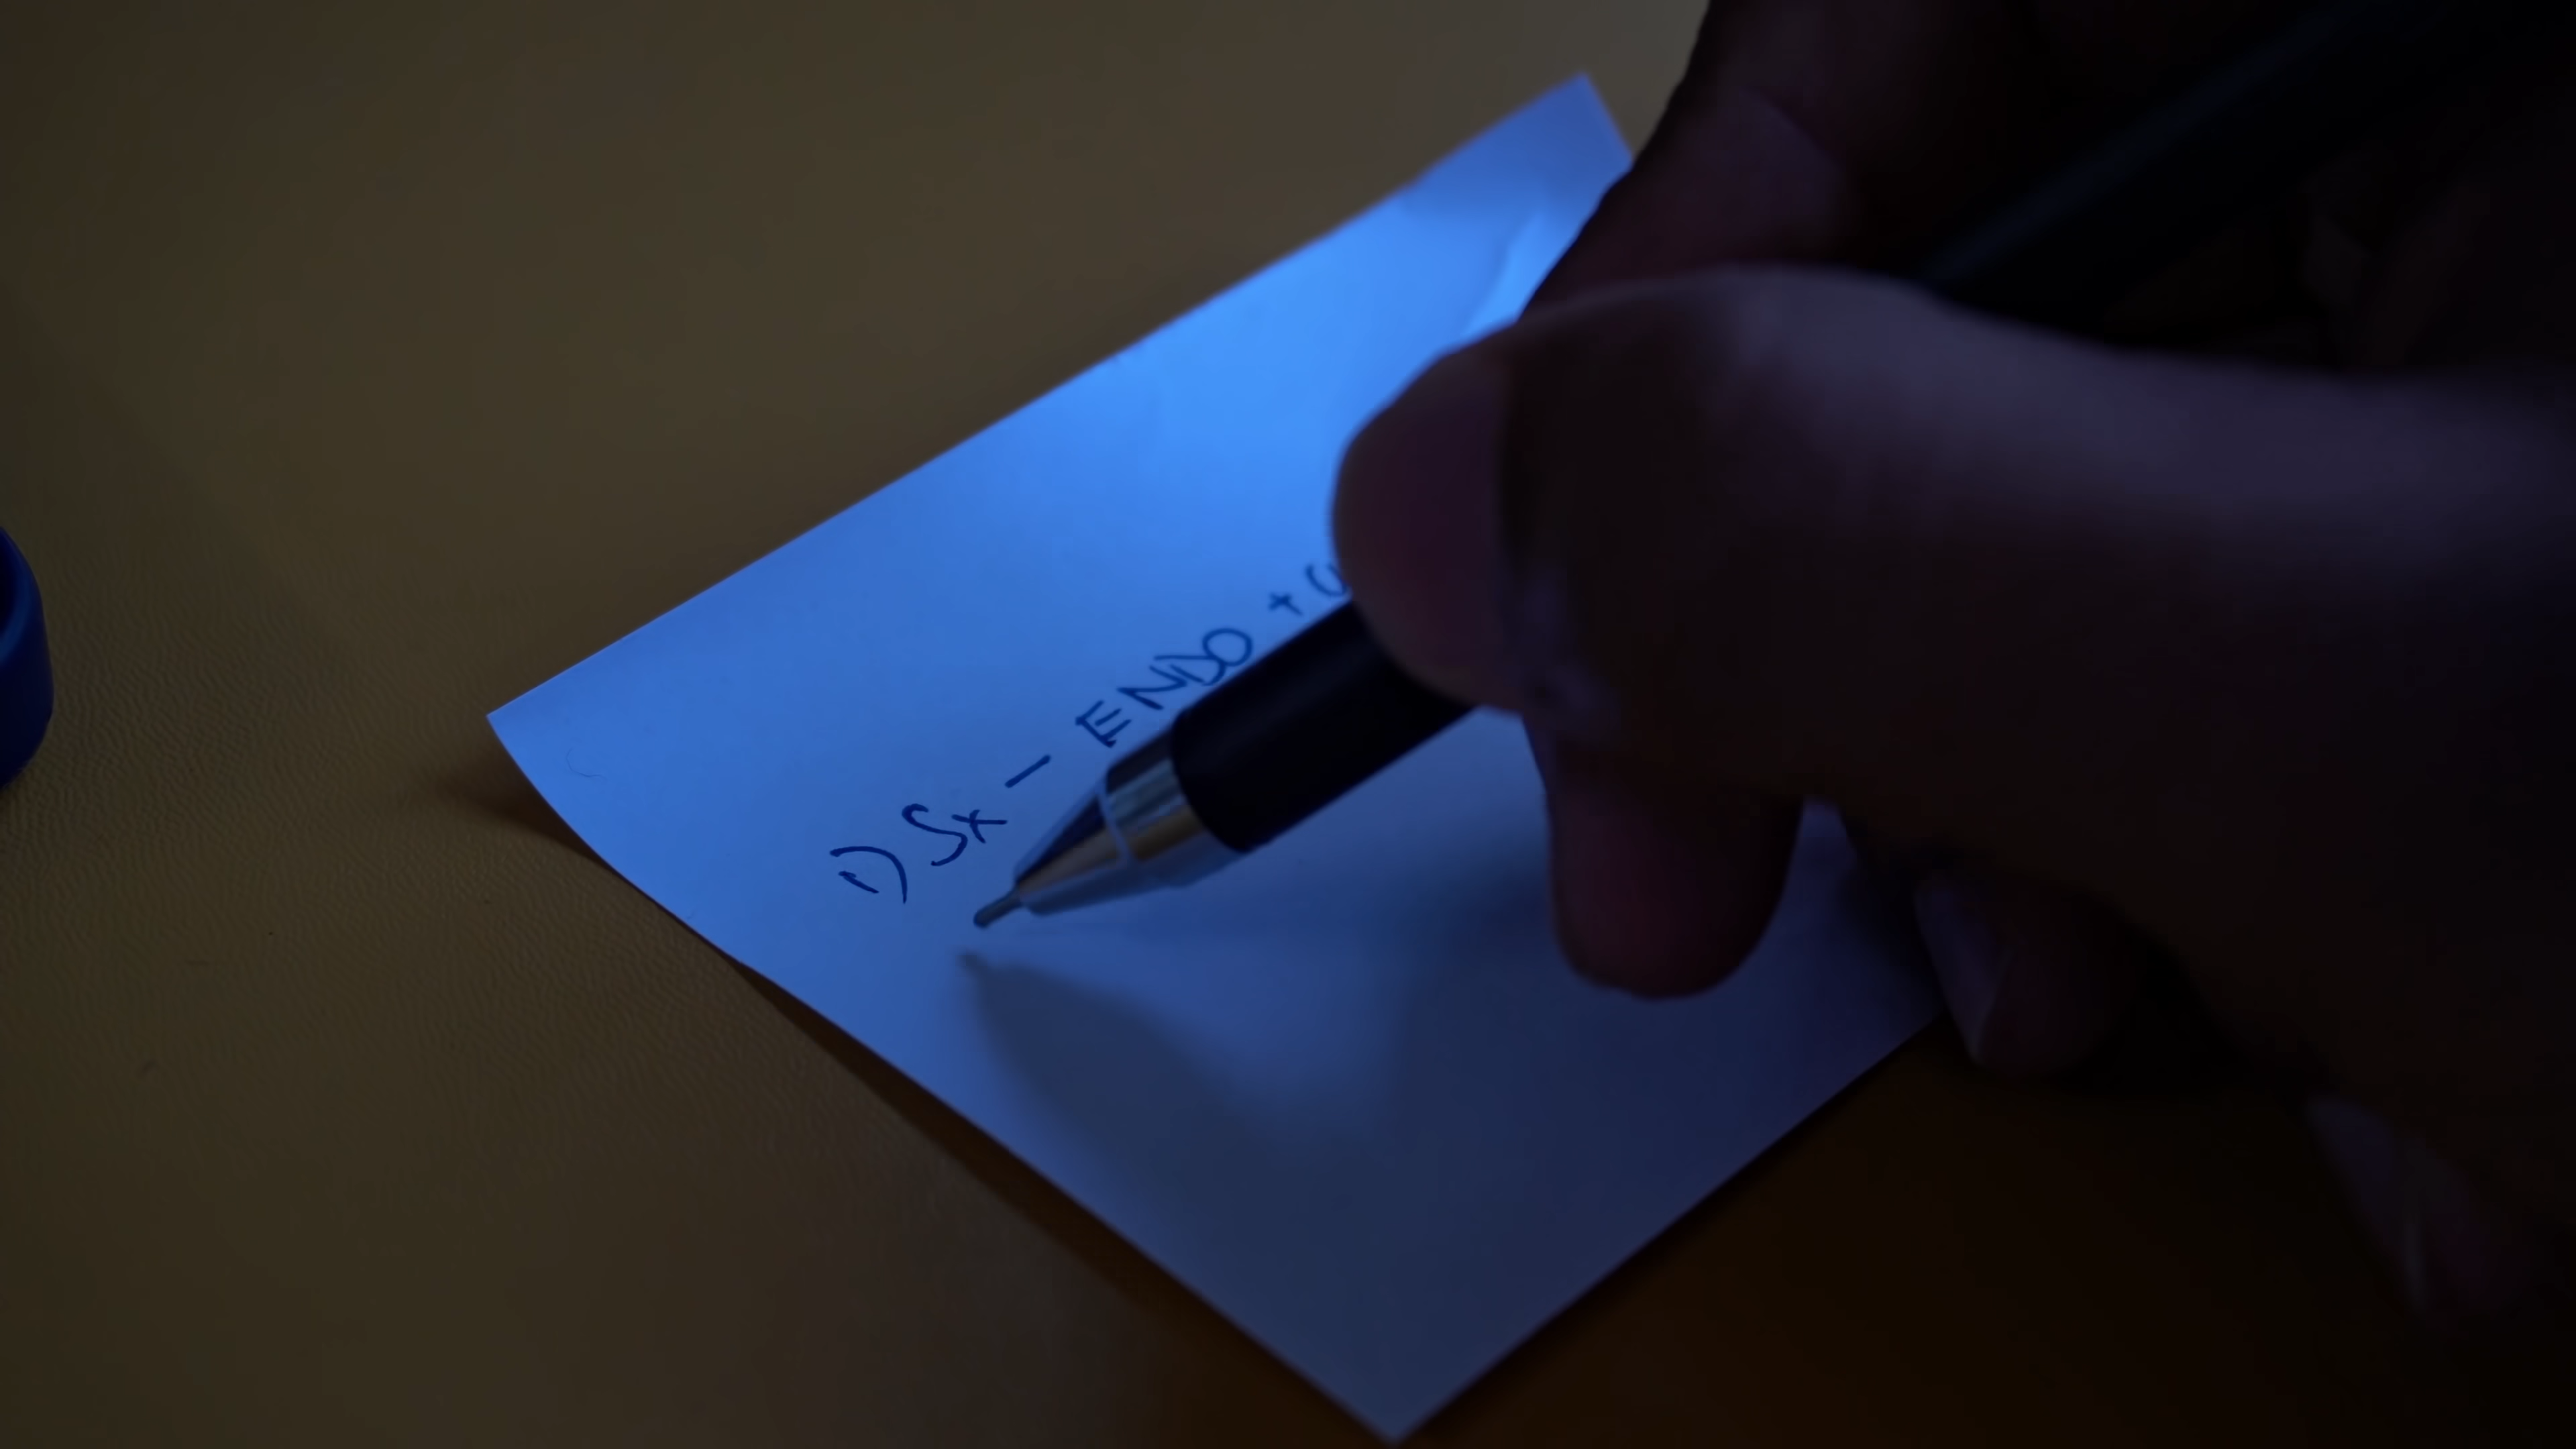 1) Sx - ENDO +